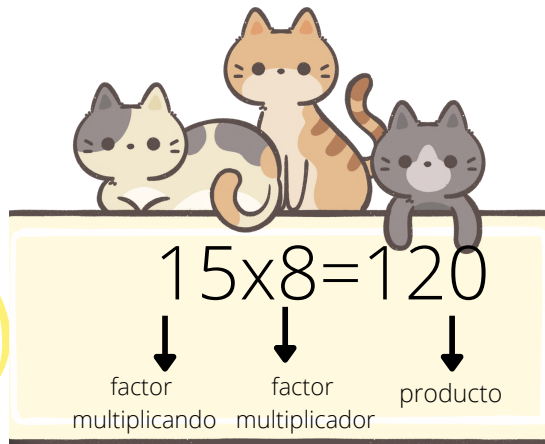 15x8=120
factor factor producto
multiplicando multiplicador